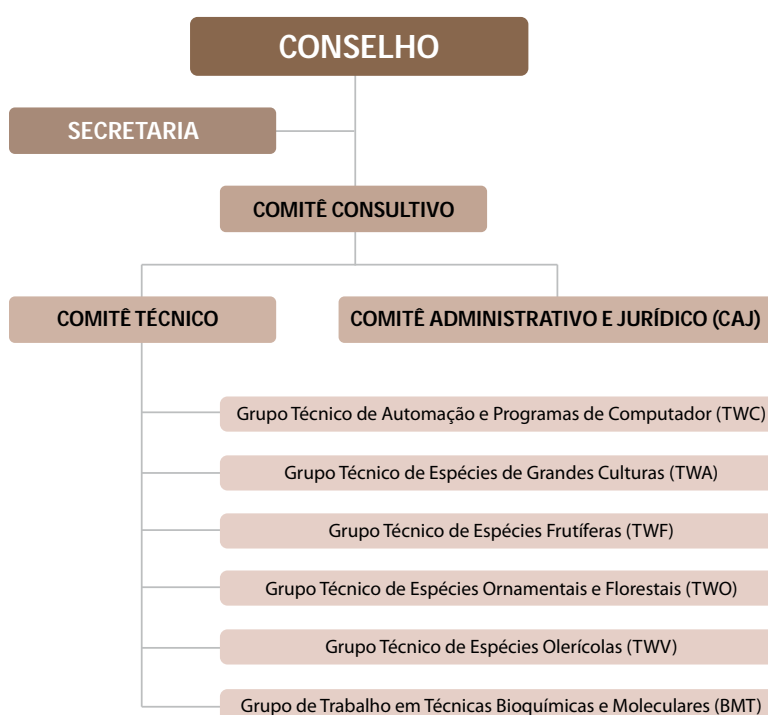 CONSELHO
SECRETARIA
COMITÊ CONSULTIVO
COMITÊ TÉCNICO
COMITÊ ADMINISTRATIVO E JURÍDICO (CAJ)
Grupo Técnico de Automação e Programas de Computador (TWC)
Grupo Técnico de Espécies de Grandes Culturas (TWA)
Grupo Técnico de Espécies Frutíferas (TWF)
Grupo Técnico de Espécies Ornamentais e Florestais (TWO)
Grupo Técnico de Espécies Olerícolas (TWV)
Grupo de Trabalho em Técnicas Bioquímicas e Moleculares (BMT)